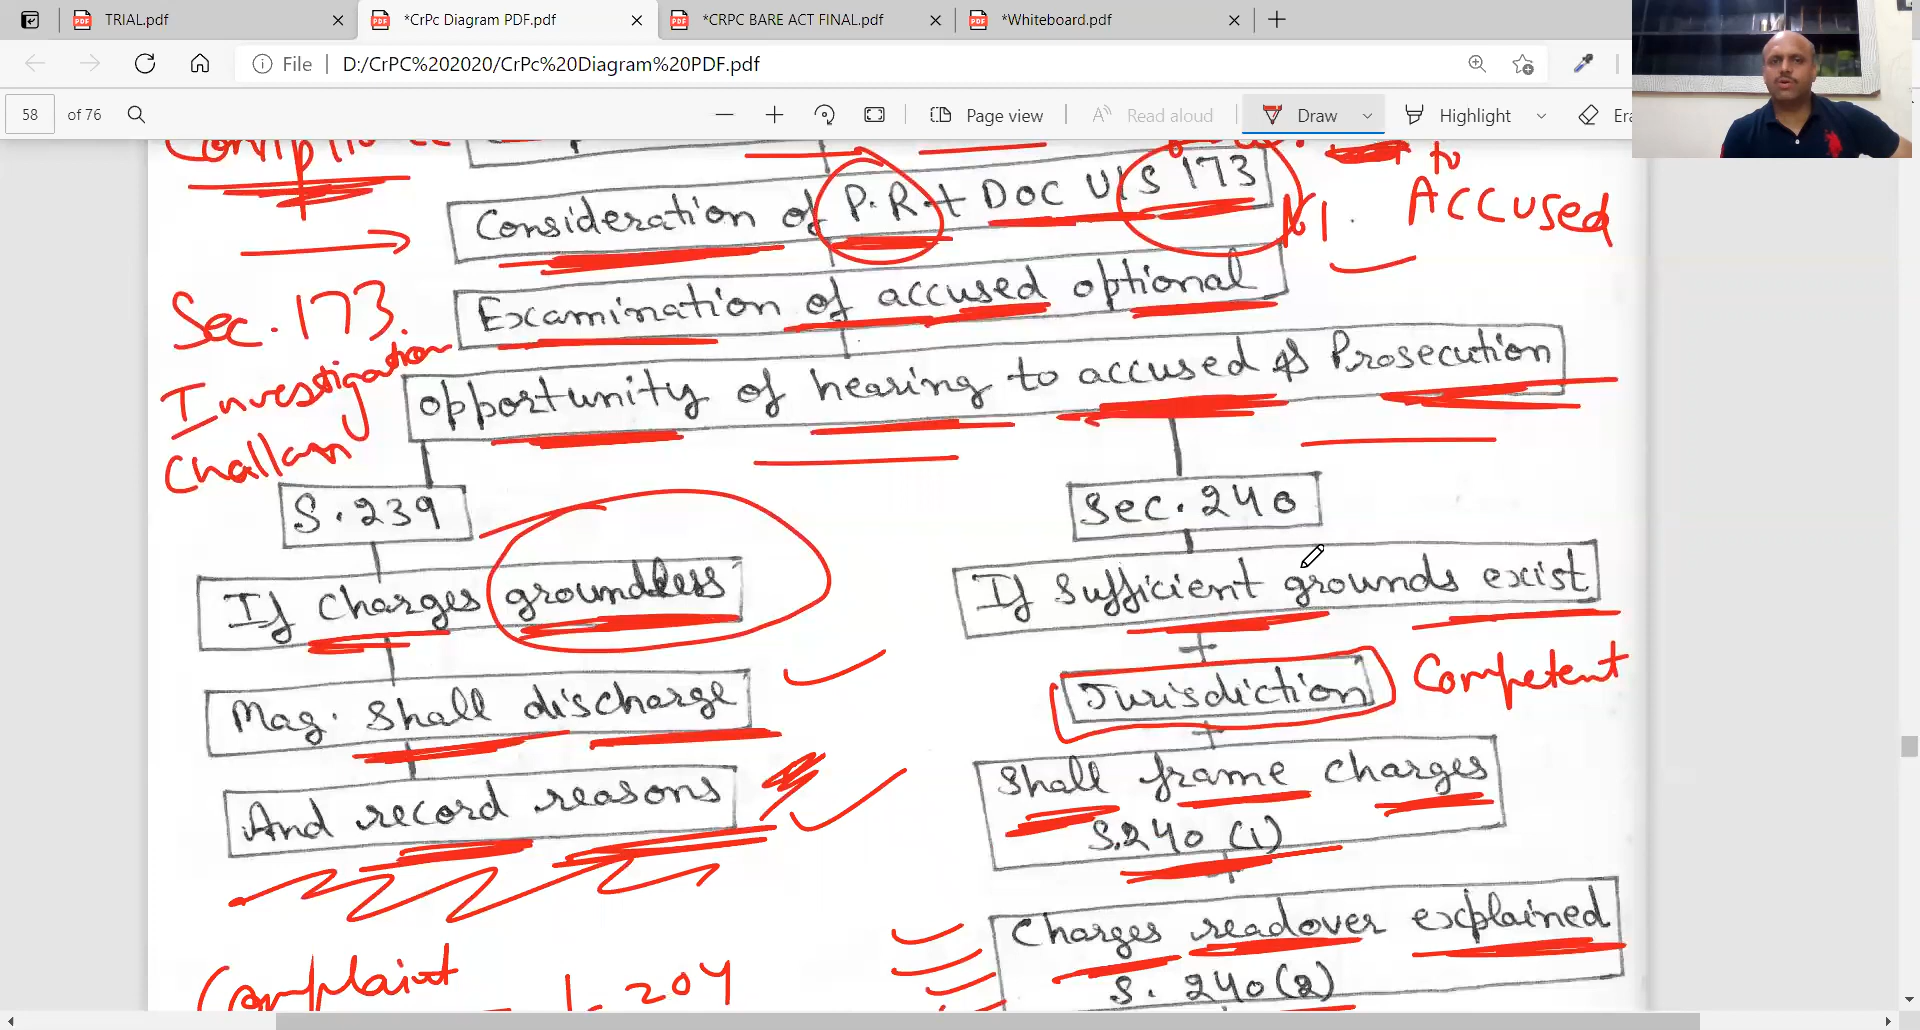 TRIAL.pdf
*CrPc Diagram PDF.pdf
*CRPC BARE ACT FINAL.pdf
*Whiteboard.pdf
File
D:/CrPC%202020/CrPc%20Diagram%20PDF.pdf
58 of 76
Page view
Read aloud
Draw
Highlight
Era
to
Accused
Consideration of P.R + Doc U/S 173
Examination of accused optional
Sec. 173.
Investigation
Challan
opportunity of hearing to accused & Prosecution
S. 239
Sec. 240
If charges groundless
If sufficient grounds exist
Mag. shall discharge
Jurisdiction
Competent
And record reasons
Shall frame charges
S.240 (1)
Charges readover explained
S. 240(2)
Complaint
204